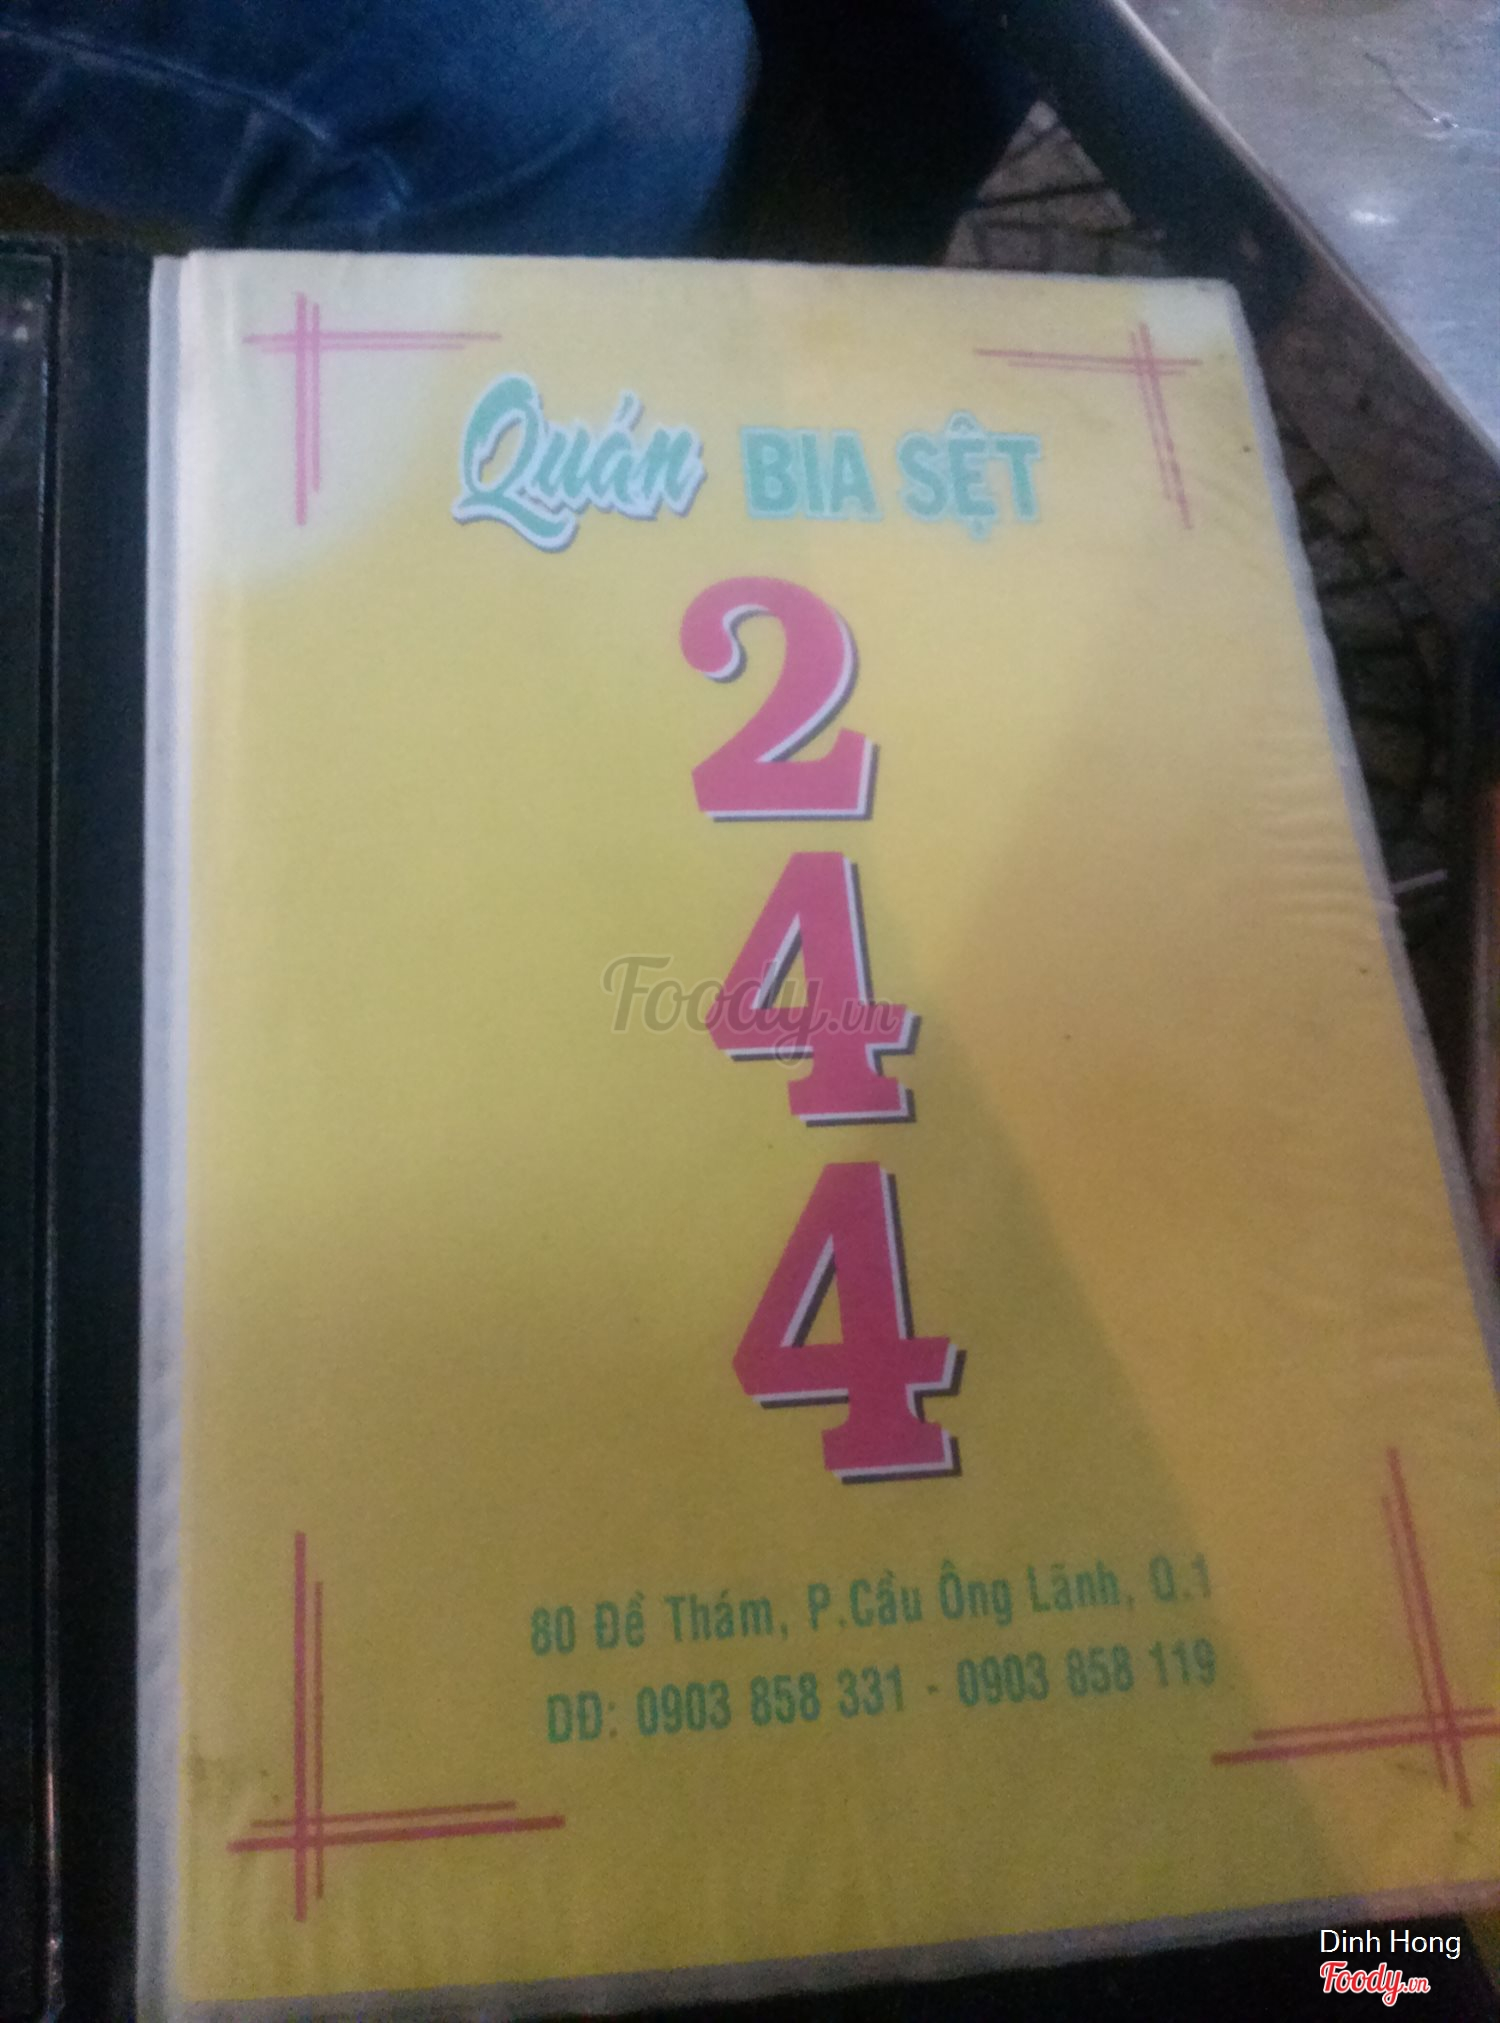 Quán BIA SỆT
2
4
4
Foody.vn
80 Đề Thám, P.Cầu Ông Lãnh, Q.1
DĐ: 0903 858 331 - 0903 858 119
Dinh Hong
Foody.vn